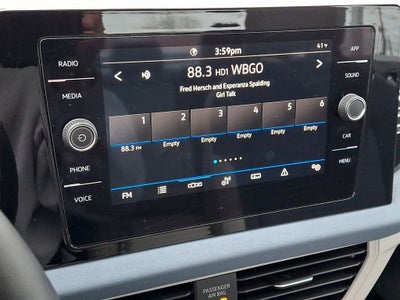 3:59pm
41°F
RADIO
APP
88.3 HD1 WBGO
SOUND
MEDIA
Fred Hersch and Esperanza Spalding
Girl Talk
1 2 3 4 5 6
88.3 FM Empty Empty Empty Empty Empty
CAR
PHONE
MENU
VOICE
FM
PASSENGER
AIR BAG